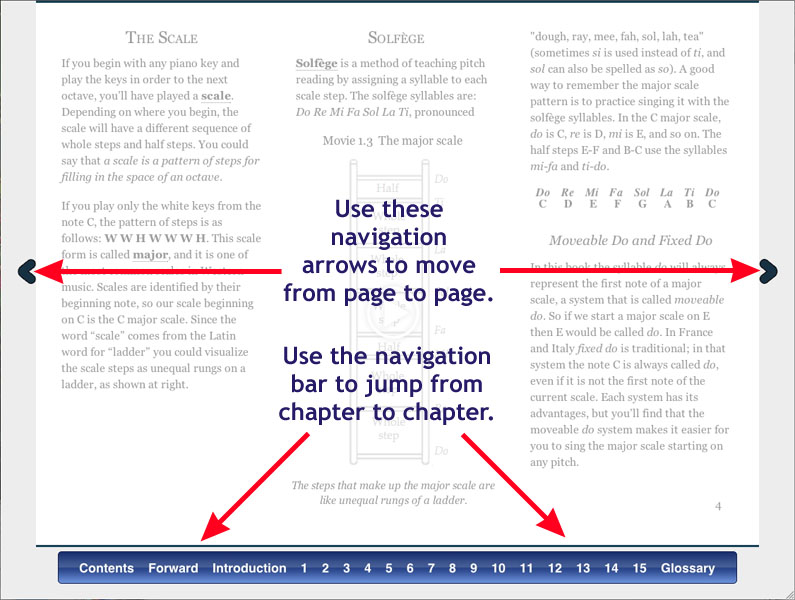 THE SCALE
If you begin with any piano key and
play the keys in order to the next
octave, you'll have played a scale.
Depending on where you begin, the
scale will have a different sequence of
whole steps and half steps. You could
say that a scale is a pattern of steps for
filling in the space of an octave.
If you play only the white keys from the
note C, the pattern of steps is as
follows: W W H W W W H. This scale
form is called major, and it is one of
music. Scales are identified by their
beginning note, so our scale beginning
on C is the C major scale. Since the
word “scale” comes from the Latin
word for “ladder” you could visualize
the scale steps as unequal rungs on a
ladder, as shown at right.
SOLFÈGE
Solfège is a method of teaching pitch
reading by assigning a syllable to each
scale step. The solfège syllables are:
Do Re Mi Fa Sol La Ti, pronounced
Movie 1.3 The major scale
Do
Half
Fa
Half
Whole
Whole
step
Do
Use these
navigation
arrows to move
from page to page.
Use the navigation
bar to jump from
chapter to chapter.
The steps that make up the major scale are
like unequal rungs of a ladder.
"dough, ray, mee, fah, sol, lah, tea"
(sometimes si is used instead of ti, and
sol can also be spelled as so). A good
way to remember the major scale
pattern is to practice singing it with the
solfège syllables. In the C major scale,
do is C, re is D, mi is E, and so on. The
half steps E-F and B-C use the syllables
mi-fa and ti-do.
Do Re Mi Fa Sol La Ti Do
C D E F G A B C
Moveable Do and Fixed Do
In this book the syllable do will always
represent the first note of a major
scale, a system that is called moveable
do. So if we start a major scale on E
then E would be called do. In France
and Italy fixed do is traditional; in that
system the note C is always called do,
even if it is not the first note of the
current scale. Each system has its
advantages, but you'll find that the
moveable do system makes it easier for
you to sing the major scale starting on
any pitch.
4
Contents Forward Introduction 1 2 3 4 5 6 7 8 9 10 11 12 13 14 15 Glossary